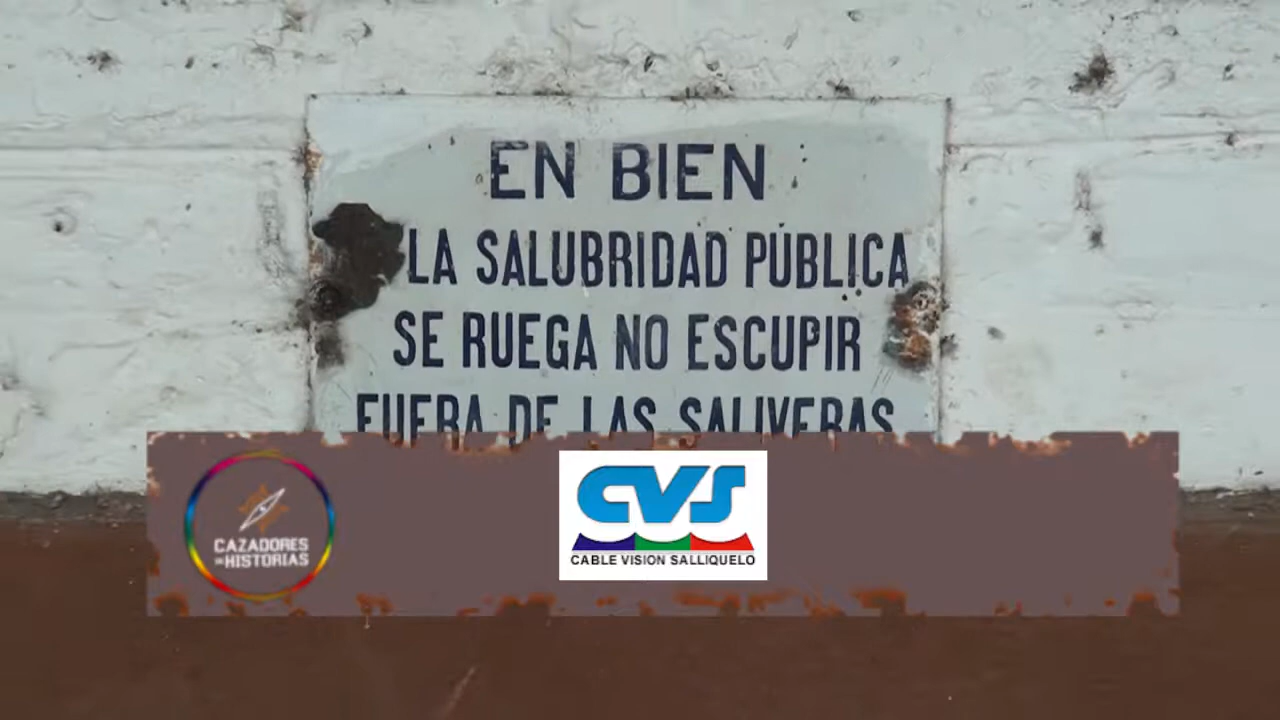 EN BIEN
LA SALUBRIDAD PÚBLICA
SE RUEGA NO ESCUPIR
FUERA DE LAS SALIVERAS
CAZADORES
DE HISTORIAS
CVS
CABLE VISION SALLIQUELO